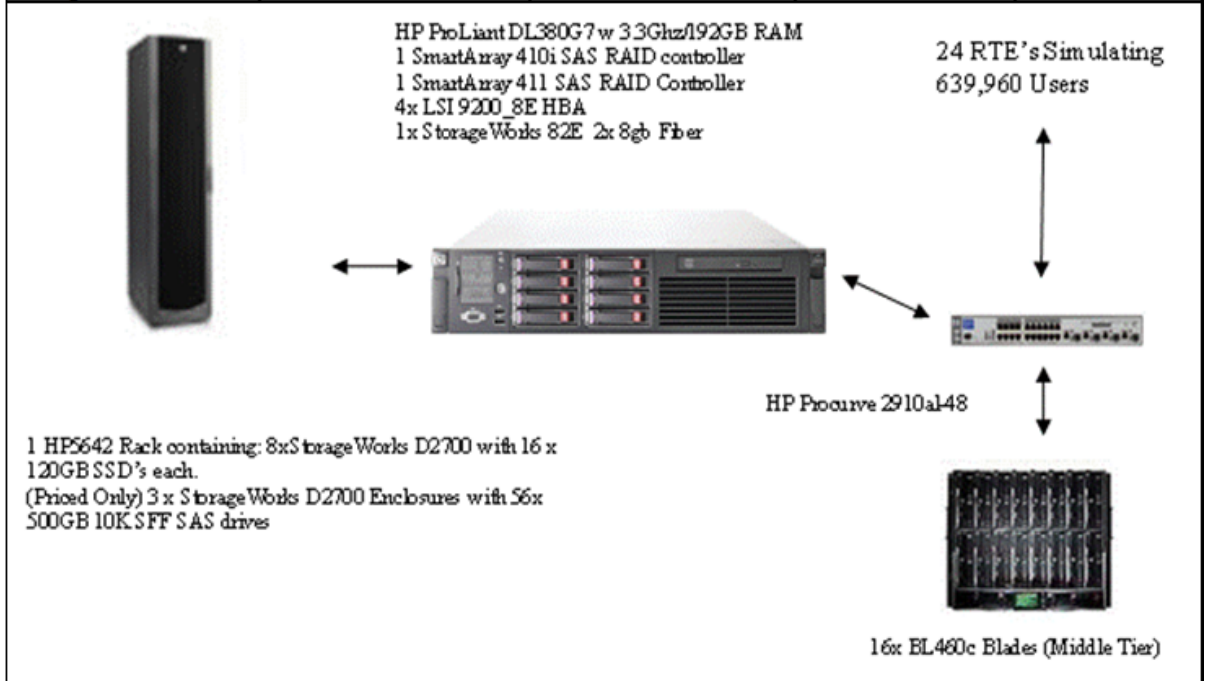 HP ProLiant DL380G7 w 3.3Ghz/192GB RAM
1 SmartArray 410i SAS RAID controller
1 SmartArray 411 SAS RAID Controller
4x LSI 9200_8E HBA
1x StorageWorks 82E 2x 8gb Fiber
24 RTE's Simulating
639,960 Users
HP Procurve 2910al-48
1 HP5642 Rack containing: 8xStorageWorks D2700 with 16 x
120GB SSD's each.
(Priced Only) 3 x StorageWorks D2700 Enclosures with 56x
500GB 10K SFF SAS drives
16x BL460c Blades (Middle Tier)